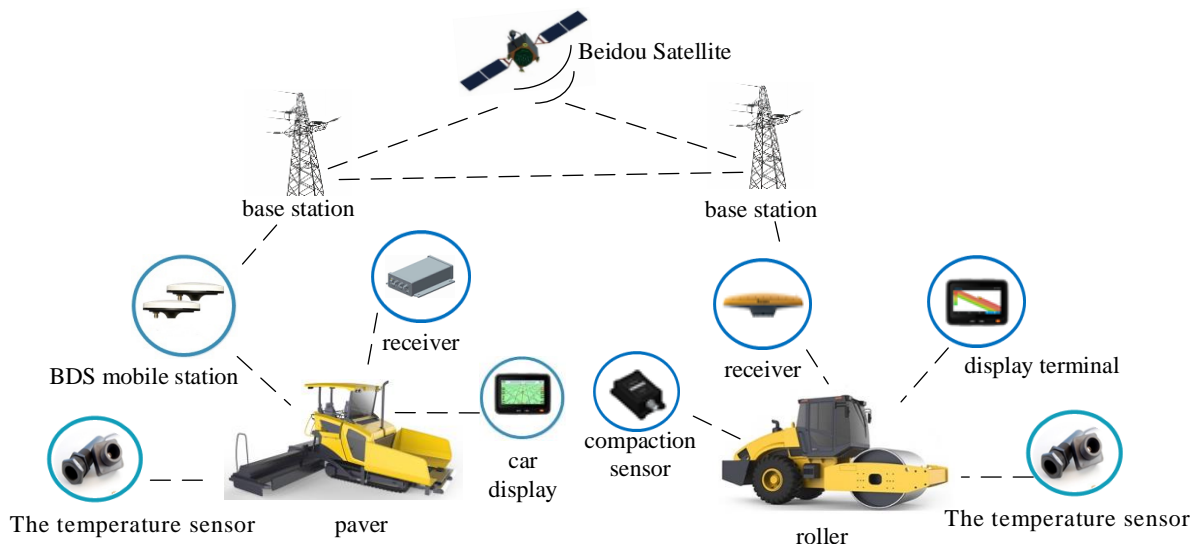 Beidou Satellite
base station
base station
receiver
BDS mobile station
receiver
display terminal
compaction
sensor
car
display
The temperature sensor
paver
roller
The temperature sensor